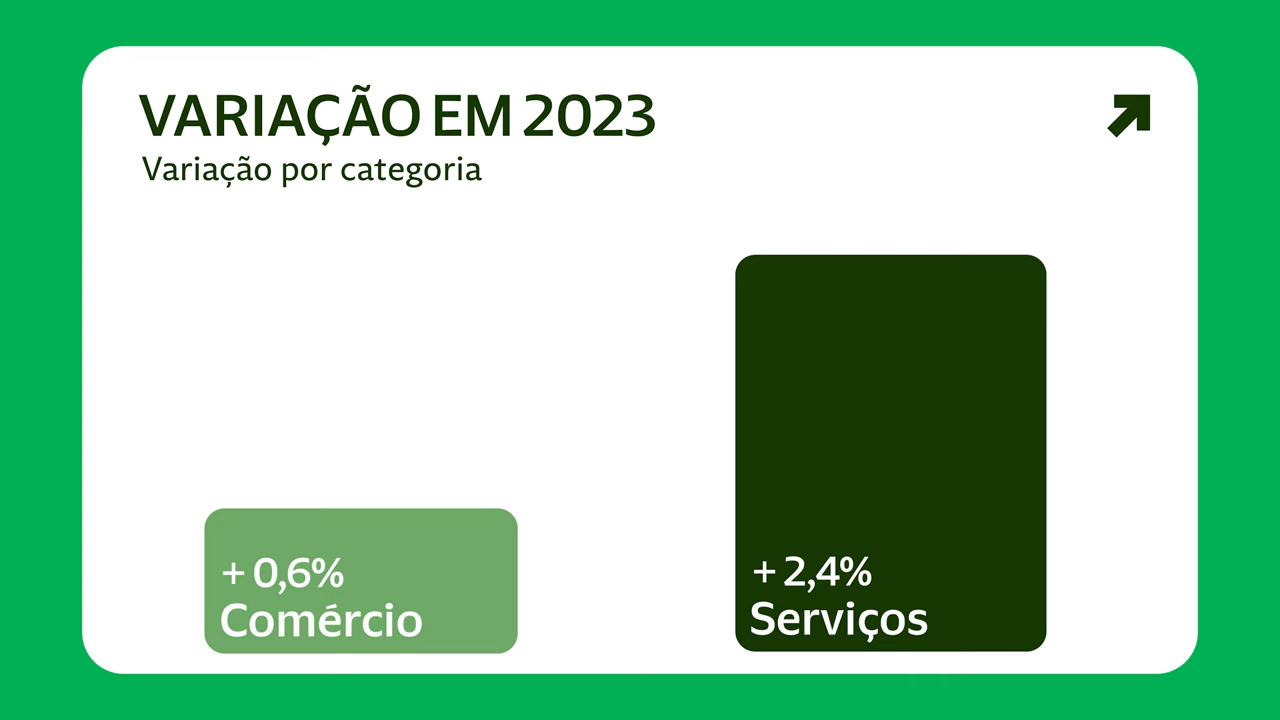 VARIAÇÃO EM 2023
Variação por categoria
+ 0,6%
Comércio
+ 2,4%
Serviços